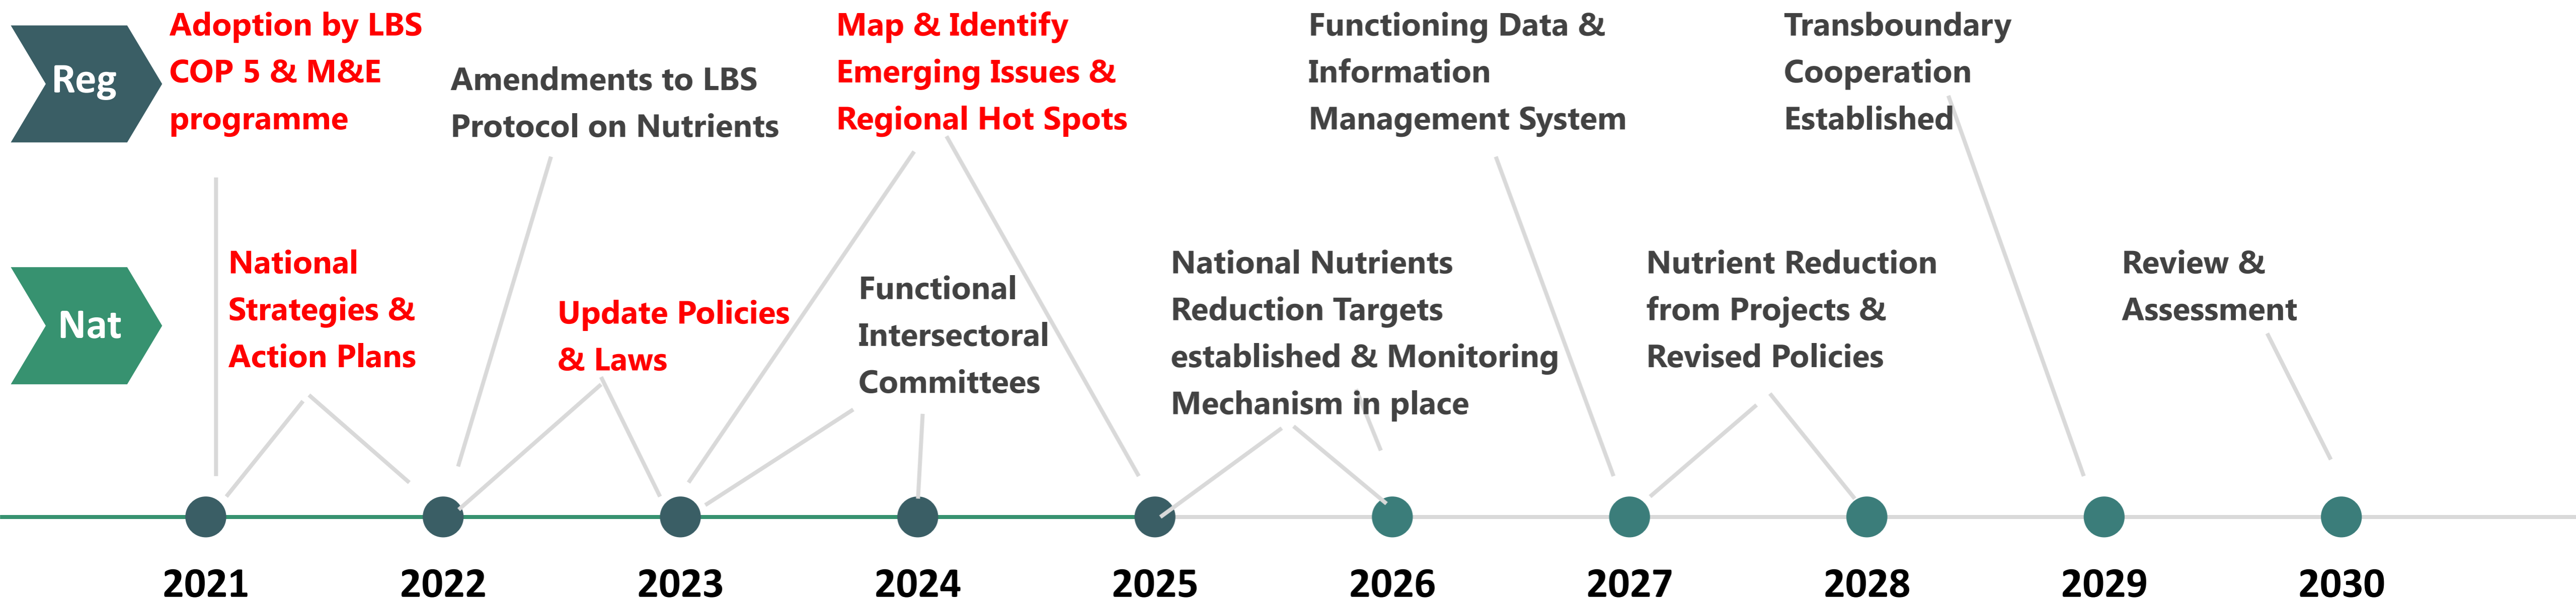 Reg
Adoption by LBS
COP 5 & M&E
programme
Amendments to LBS
Protocol on Nutrients
Map & Identify
Emerging Issues &
Regional Hot Spots
Functioning Data &
Information
Management System
Transboundary
Cooperation
Established
Nat
National
Strategies &
Action Plans
Update Policies
& Laws
Functional
Intersectoral
Committees
National Nutrients
Reduction Targets
established & Monitoring
Mechanism in place
Nutrient Reduction
from Projects &
Revised Policies
Review &
Assessment
2021
2022
2023
2024
2025
2026
2027
2028
2029
2030